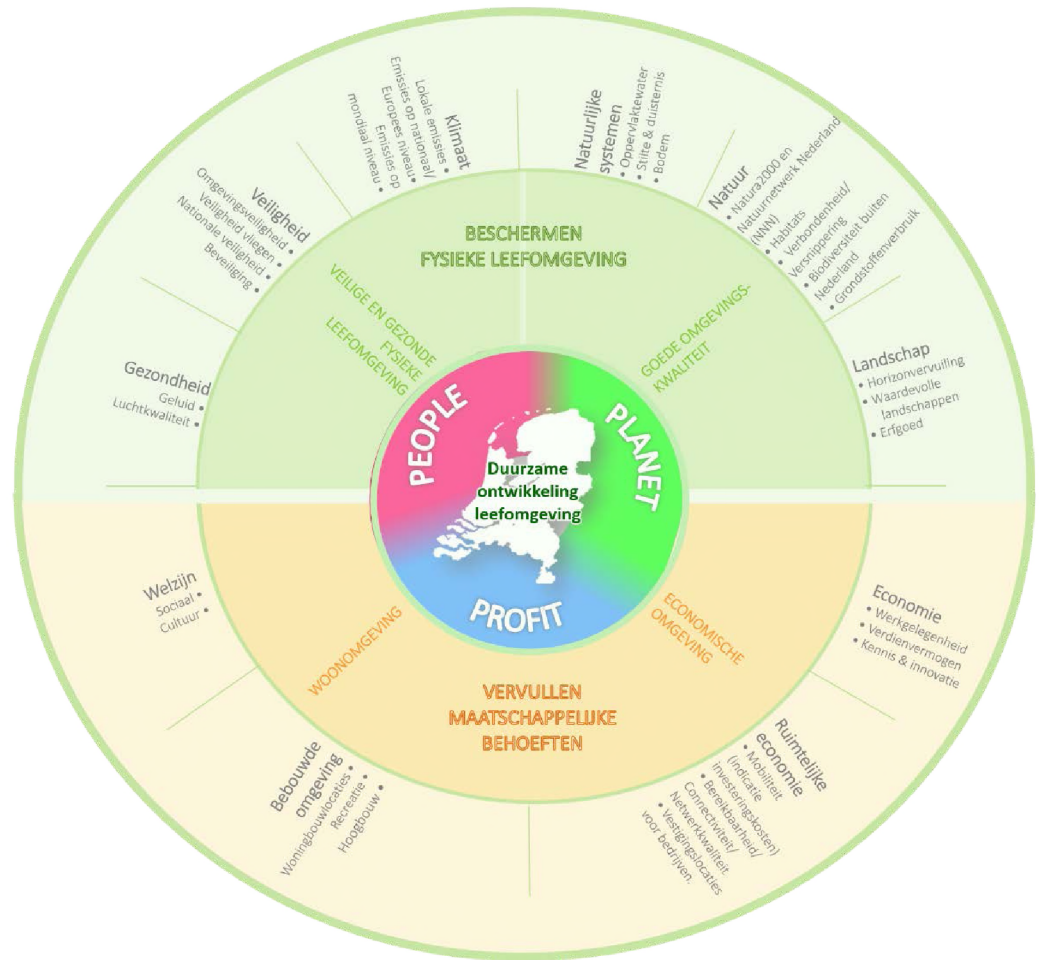 Klimaat
Lokale emissies •
Emissies op nationaal/
Europees niveau•
Emissies op
mondiaal niveau •
Natuurlijke
systemen
• Oppervlaktewater
• Stilte & duisternis
• Bodem
Natuur
• Natura2000 en
Natuurnetwerk Nederland
(NNN)
• Habitats
• Verbondenheid/
Versnippering
• Biodiversiteit buiten
Nederland
• Grondstoffenverbruik
Landschap
• Horizonvervuiling
• Waardevolle
landschappen
• Erfgoed
Veiligheid
Omgevingsveiligheid •
Veiligheid vliegen •
Nationale veiligheid •
Beveiliging •
Gezondheid
Geluid •
Luchtkwaliteit •
BESCHERMEN
FYSIEKE LEEFOMGEVING
VEILIGE EN GEZONDE
FYSIEKE
LEEFOMGEVING
GOEDE OMGEVINGS-
KWALITEIT
PEOPLE
PLANET
PROFIT
Duurzame
ontwikkeling
leefomgeving
WOONOMGEVING
ECONOMISCHE
OMGEVING
VERVULLEN
MAATSCHAPPELIJKE
BEHOEFTEN
Welzijn
Sociaal •
Cultuur •
Bebouwde
omgeving
Woningbouwlocaties •
Recreatie •
Hoogbouw •
Economie
• Werkgelegenheid
• Verdienvermogen
• Kennis & innovatie
Ruimtelijke
economie
• Mobiliteit
(indicatie
investeringskosten)
• Bereikbaarheid/
Connectiviteit/
Netwerkkwaliteit.
• Vestigingslocaties
voor bedrijven.